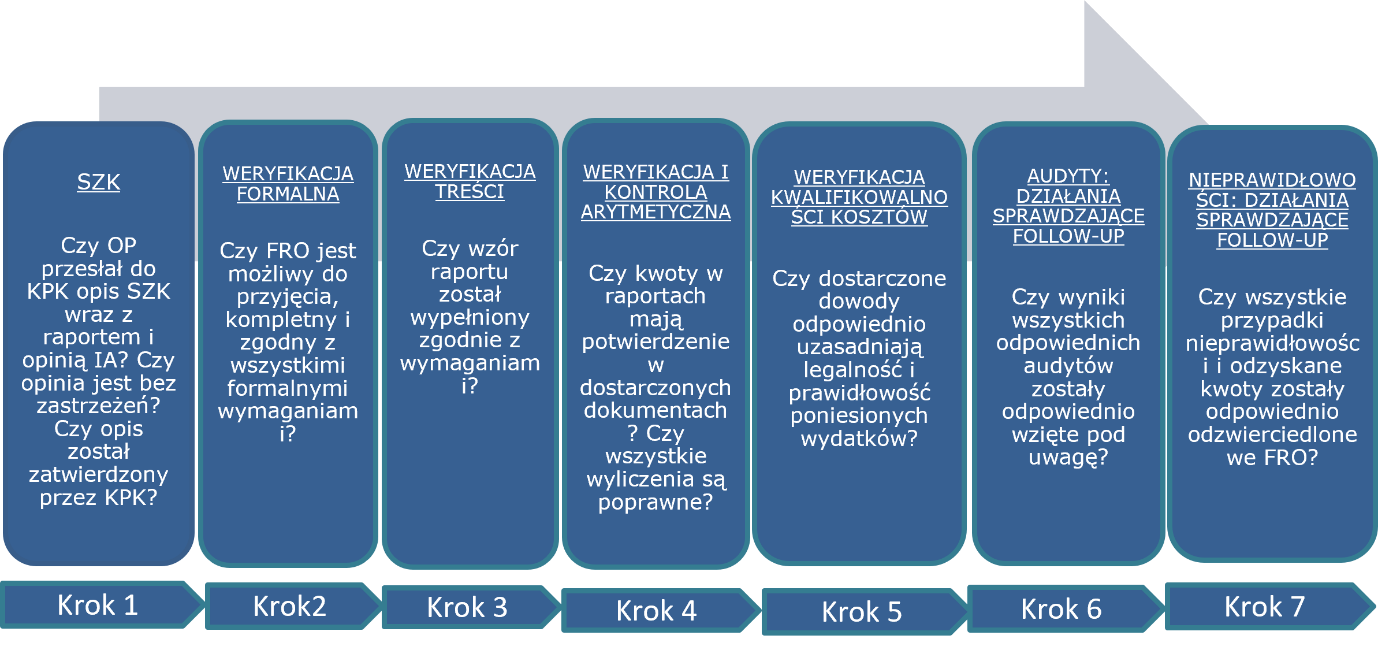 SZK
Czy OP
przesłał do
KPK opis SZK
wraz z
raportem i
opinią IA? Czy
opinia jest bez
zastrzeżeń?
Czy opis
został
zatwierdzony
przez KPK?
WERYFIKACJA
FORMALNA
Czy FRO jest
możliwy do
przyjęcia,
kompletny i
zgodny z
wszystkimi
formalnymi
wymaganiam
i?
WERYFIKACJA
TREŚCI
Czy wzór
raportu
został
wypełniony
zgodnie z
wymaganiam
i?
WERYFIKACJA I
KONTROLA
ARYTMETYCZNA
Czy kwoty w
raportach
mają
potwierdzenie
w
dostarczonych
dokumentach
? Czy
wszystkie
wyliczenia są
poprawne?
WERYFIKACJA
KWALIFIKOWALNO
ŚCI KOSZTÓW
Czy dostarczone
dowody
odpowiednio
uzasadniają
legalność i
prawidłowość
poniesionych
wydatków?
AUDYTY:
DZIAŁANIA
SPRAWDZAJĄCE
FOLLOW-UP
Czy wyniki
wszystkich
odpowiednich
audytów
zostały
odpowiednio
wzięte pod
uwagę?
NIEPRAWIDŁOWO
ŚCI: DZIAŁANIA
SPRAWDZAJĄCE
FOLLOW-UP
Czy wszystkie
przypadki
nieprawidłowośc
i i odzyskane
kwoty zostały
odpowiednio
odzwierciedlone
we FRO?
Krok 1
Krok2
Krok 3
Krok 4
Krok 5
Krok 6
Krok 7